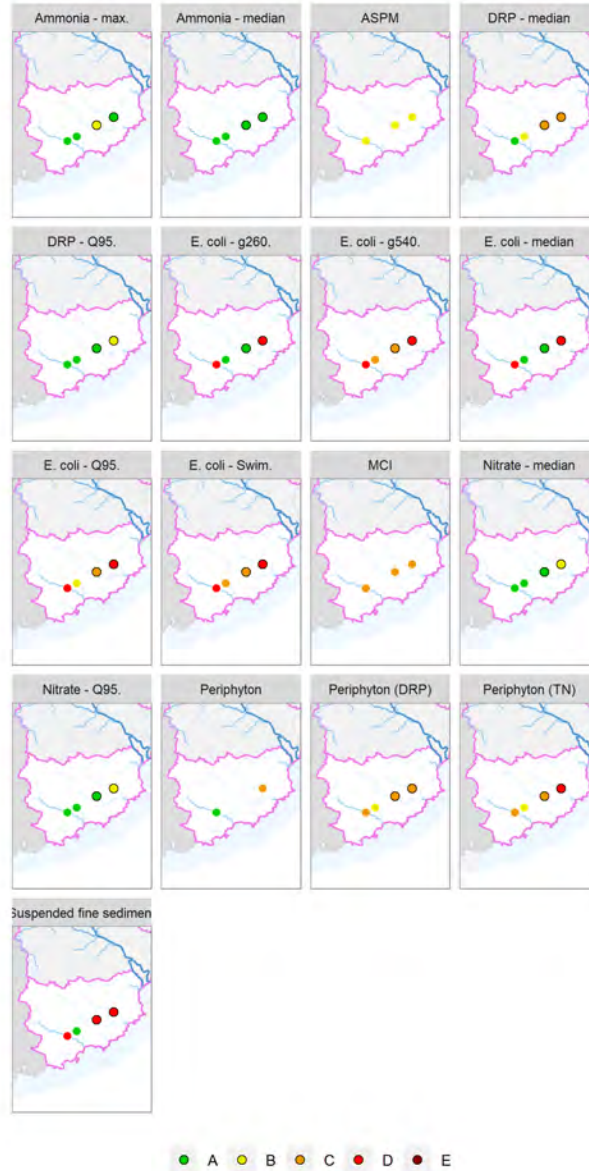 Ammonia - max. Ammonia - median ASPM DRP - median
DRP - Q95. E. coli - g260. E. coli - g540. E. coli - median
E. coli - Q95. E. coli - Swim. MCI Nitrate - median
Nitrate - Q95. Periphyton Periphyton (DRP) Periphyton (TN)
Suspended fine sedimen
A B C D E